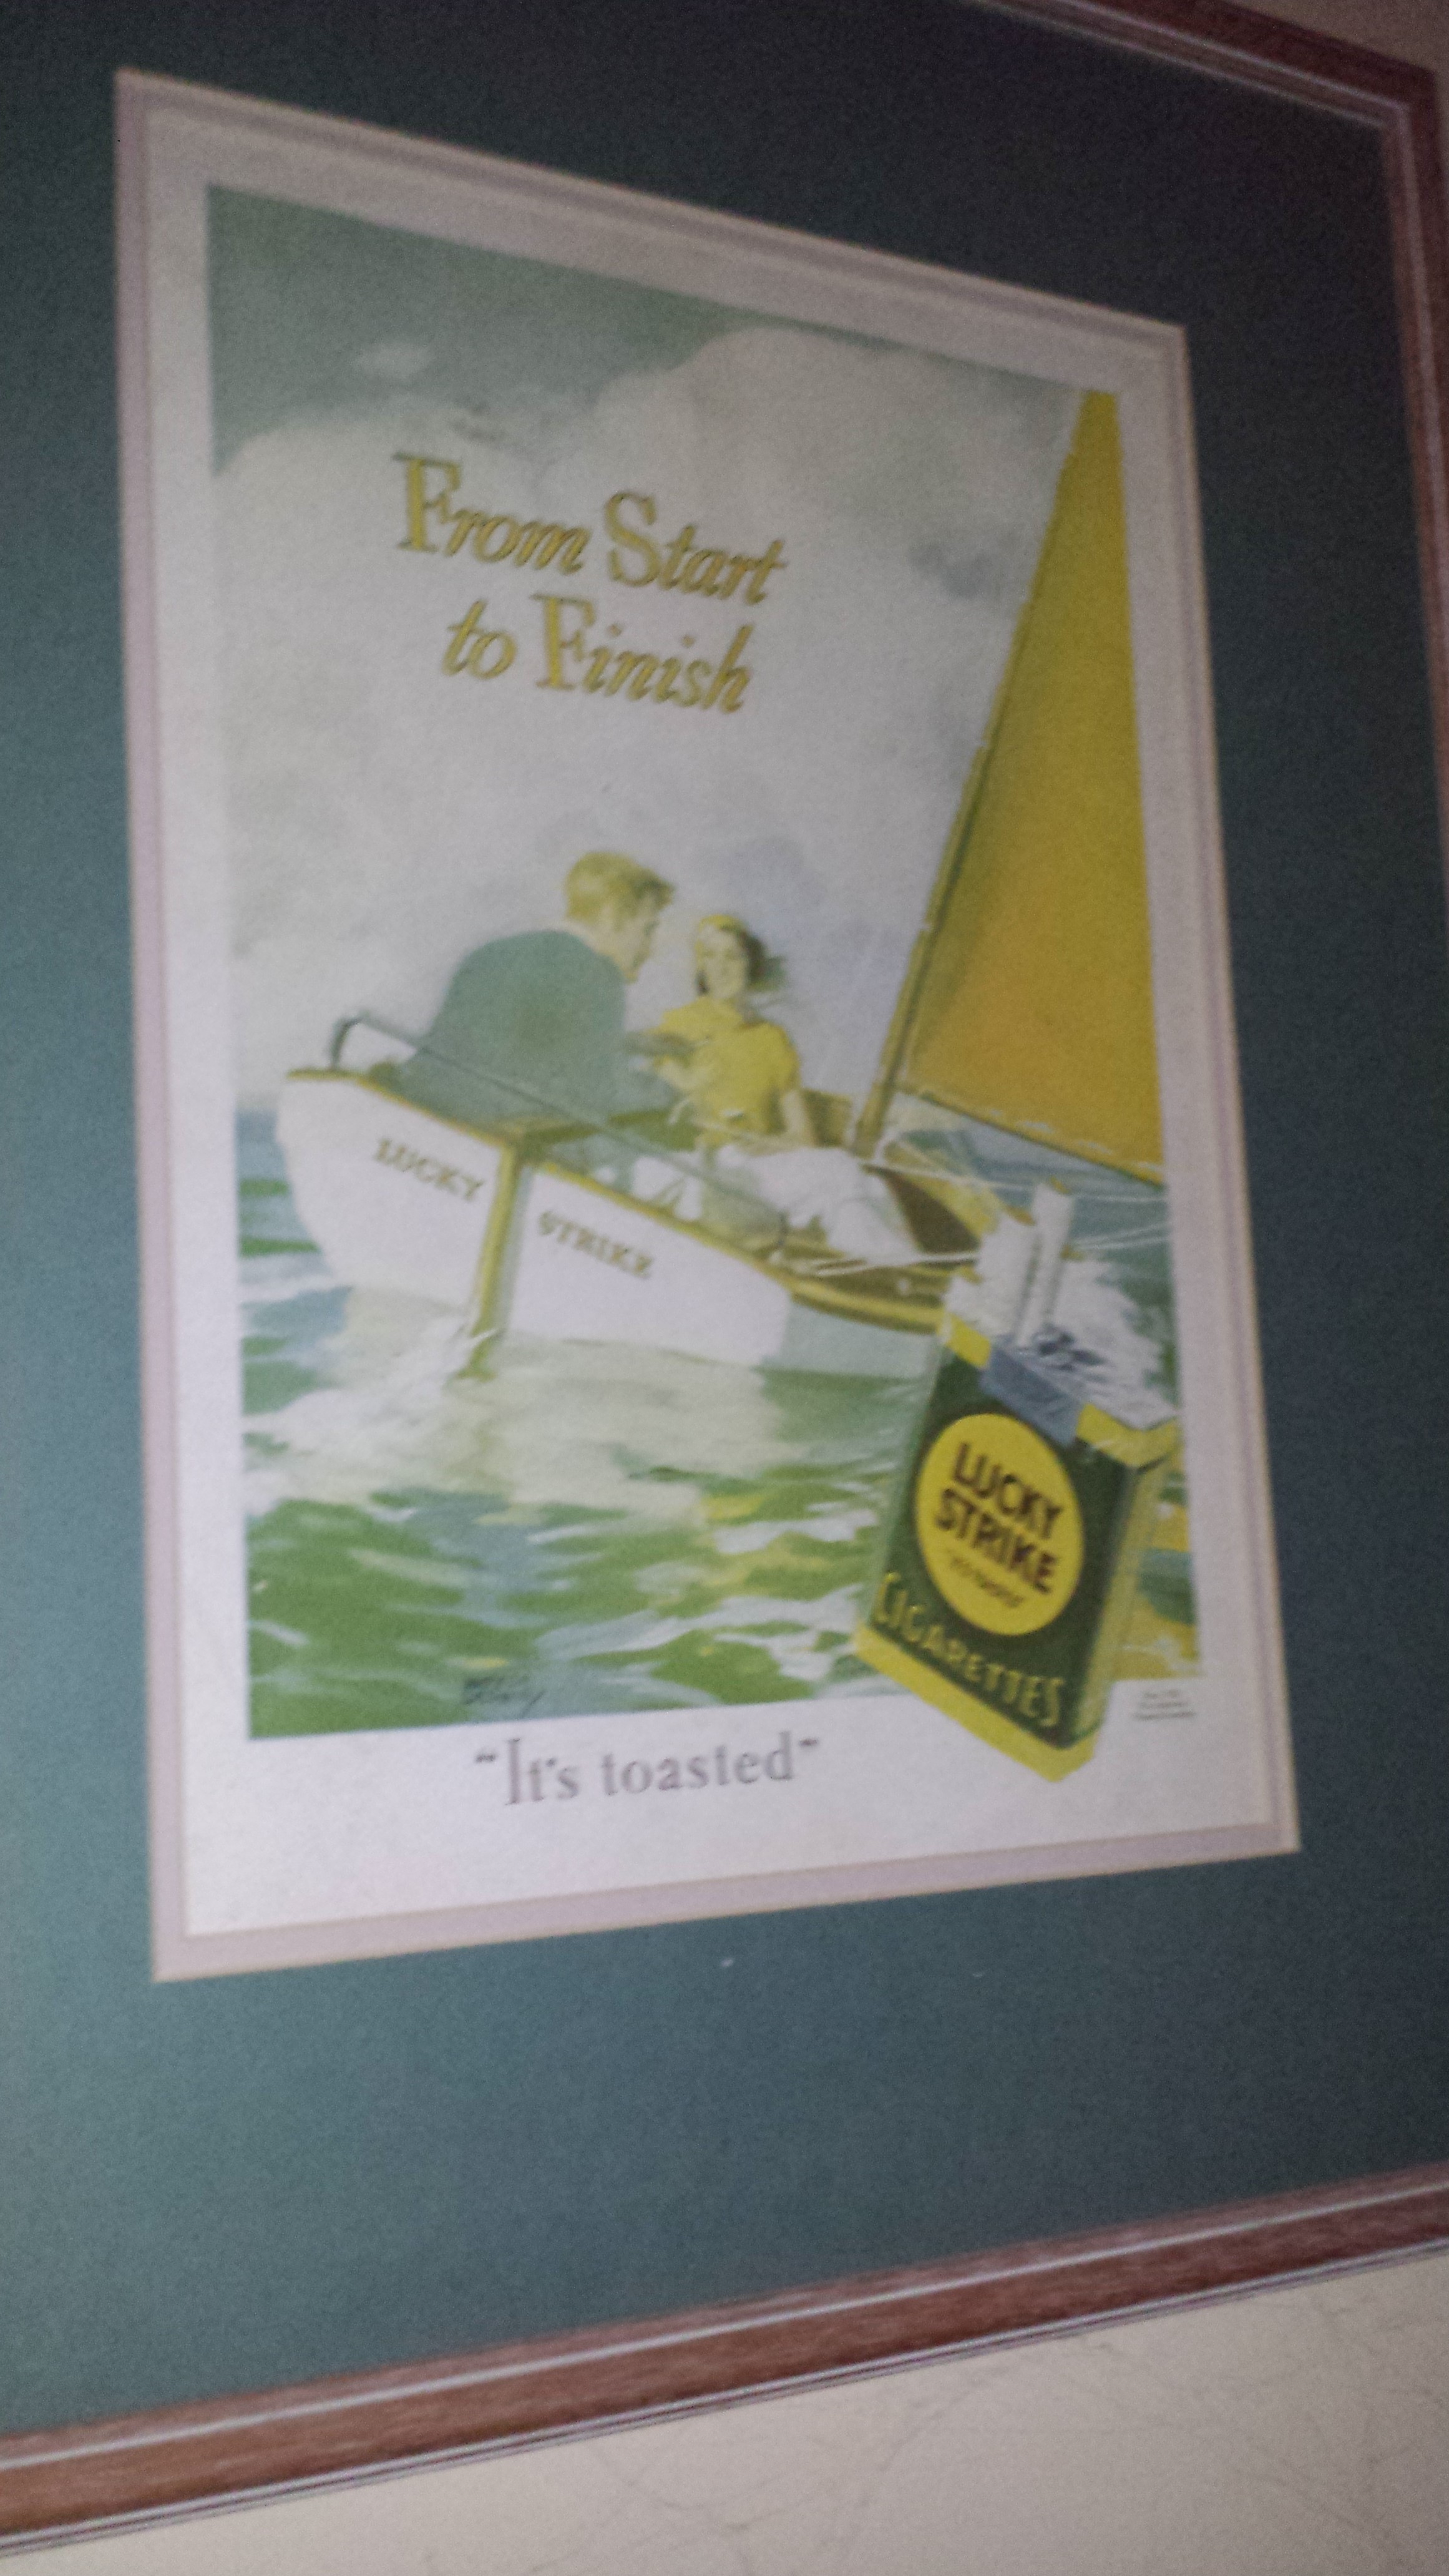 From Start
to Finish
LUCKY STRIKE
LUCKY
STRIKE
CIGARETTES
"It's toasted"